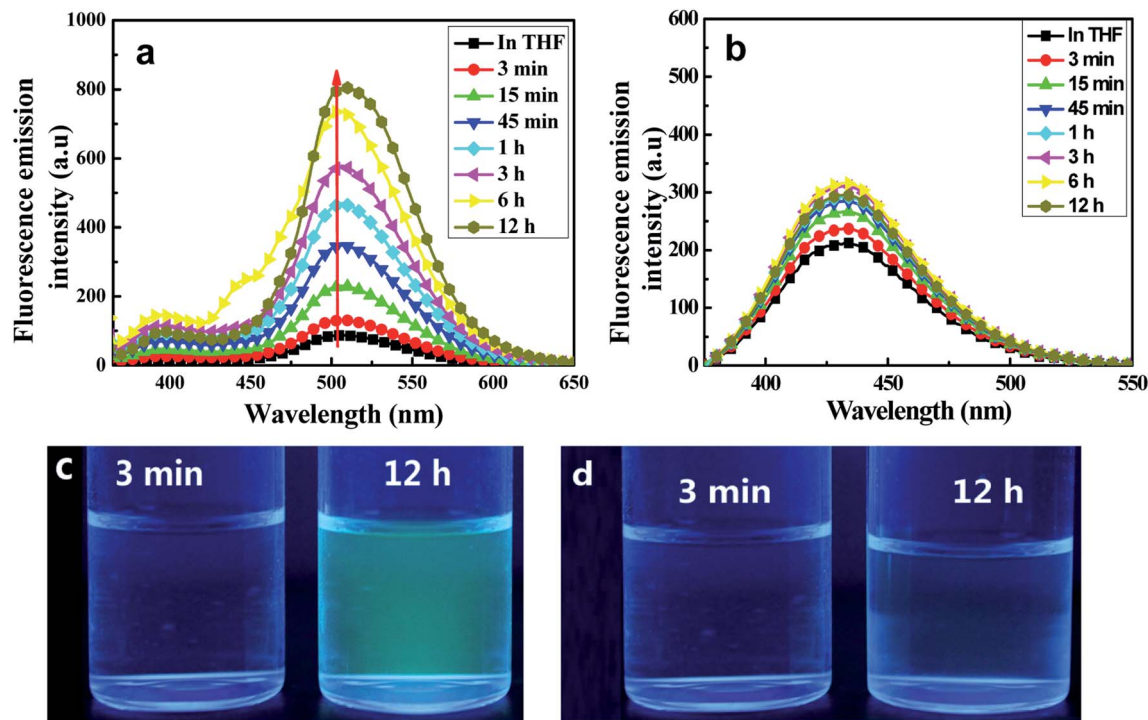 a
Fluorescence emission
intensity (a.u)
1000
800
600
400
200
0
400
450
500
550
600
650
Wavelength (nm)
In THF
3 min
15 min
45 min
1 h
3 h
6 h
12 h
b
Fluorescence emission
intensity (a.u)
600
500
400
300
200
100
0
400
450
500
550
Wavelength (nm)
In THF
3 min
15 min
45 min
1 h
3 h
6 h
12 h
c
3 min
12 h
d
3 min
12 h